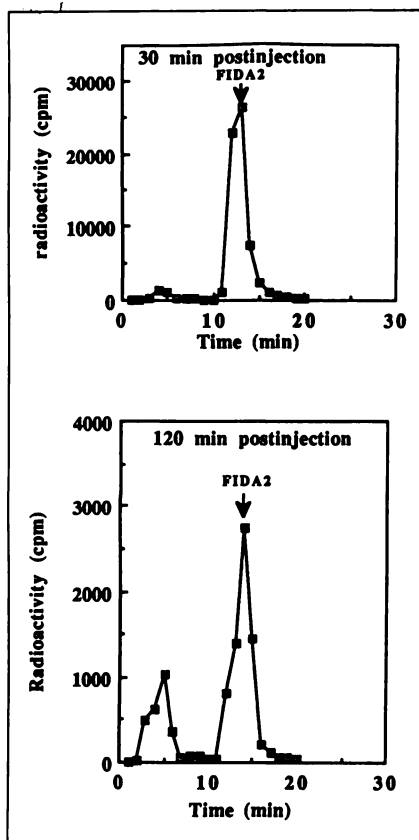 30 min postinjection
FIDA2
30000
20000
10000
0
radioactivity (cpm)
0 10 20 30
Time (min)
4000
120 min postinjection
FIDA2
3000
2000
1000
0
Radioactivity (cpm)
0 10 20 30
Time (min)